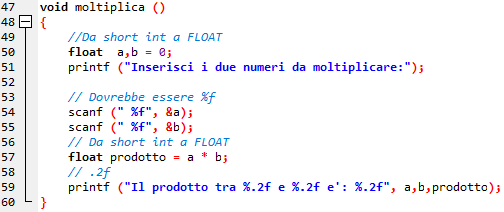 47 void moltiplica ()
48 {
49 //Da short int a FLOAT
50 float a,b = 0;
51 printf ("Inserisci i due numeri da moltiplicare:");
52
53 // Dovrebbe essere %f
54 scanf (" %f", &a);
55 scanf (" %f", &b);
56 // Da short int a FLOAT
57 float prodotto = a * b;
58 // .2f
59 printf ("Il prodotto tra %.2f e %.2f e': %.2f", a,b,prodotto);
60 }